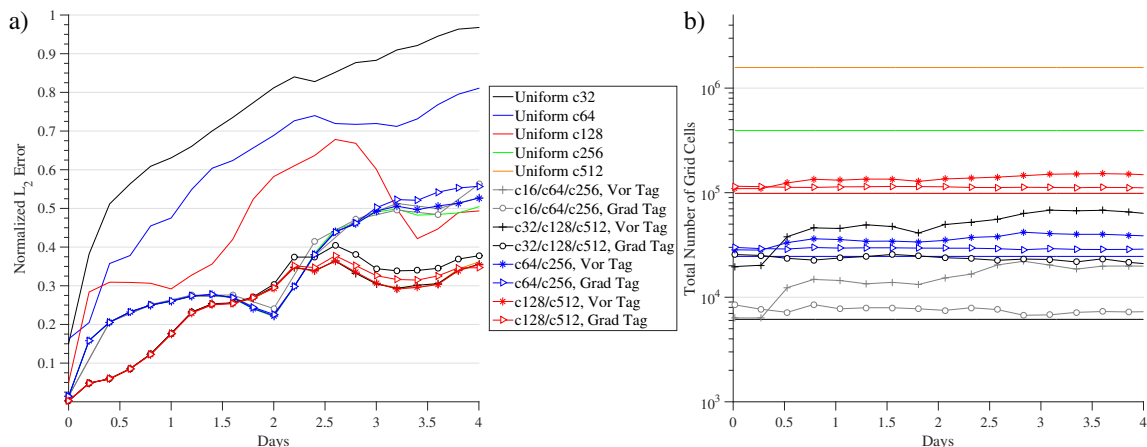 a)
Normalized L2 Error
1
0.9
0.8
0.7
0.6
0.5
0.4
0.3
0.2
0.1
0
0.5
1
1.5
2
2.5
3
3.5
4
Days
Uniform c32
Uniform c64
Uniform c128
Uniform c256
Uniform c512
c16/c64/c256, Vor Tag
c16/c64/c256, Grad Tag
c32/c128/c512, Vor Tag
c32/c128/c512, Grad Tag
c64/c256, Vor Tag
c64/c256, Grad Tag
c128/c512, Vor Tag
c128/c512, Grad Tag
b)
Total Number of Grid Cells
10^6
10^5
10^4
10^3
0
0.5
1
1.5
2
2.5
3
3.5
4
Days